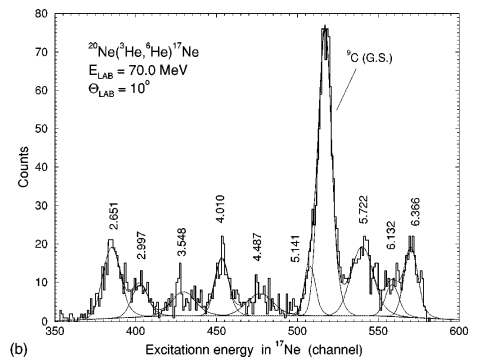 80
70
60
50
40
30
20
10
0
Counts
²⁰Ne(³He,⁶He)¹⁷Ne
E_LAB = 70.0 MeV
Θ_LAB = 10°
⁹C (G.S.)
2.651
2.997
3.548
4.010
4.487
5.141
5.722
6.132
6.366
350 400 450 500 550 600
(b) Excitationn energy in ¹⁷Ne (channel)